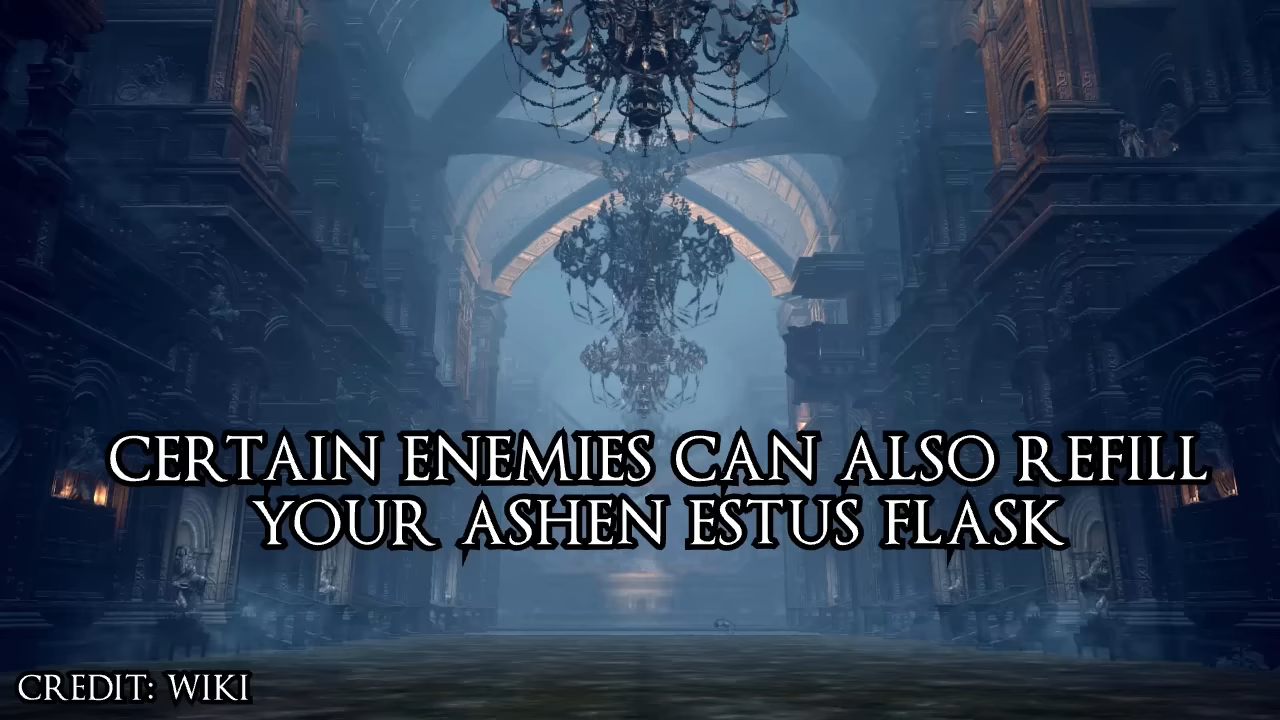 CERTAIN ENEMIES CAN ALSO REFILL
YOUR ASHEN ESTUS FLASK
CREDIT: WIKI